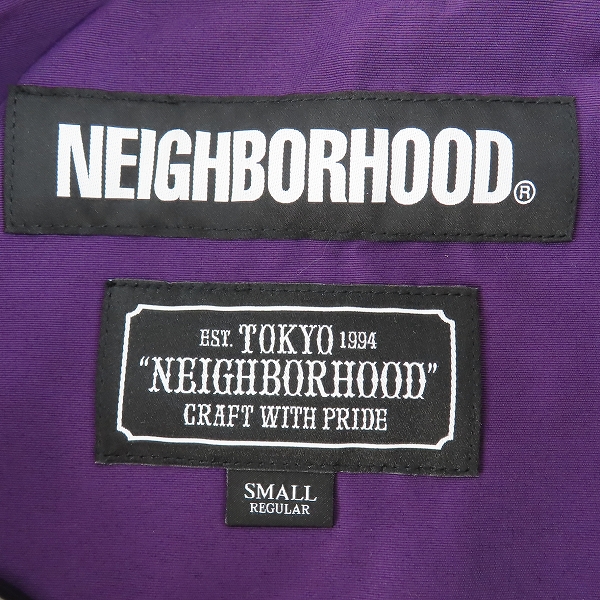 NEIGHBORHOOD®
EST. TOKYO 1994
"NEIGHBORHOOD"
CRAFT WITH PRIDE
SMALL
REGULAR